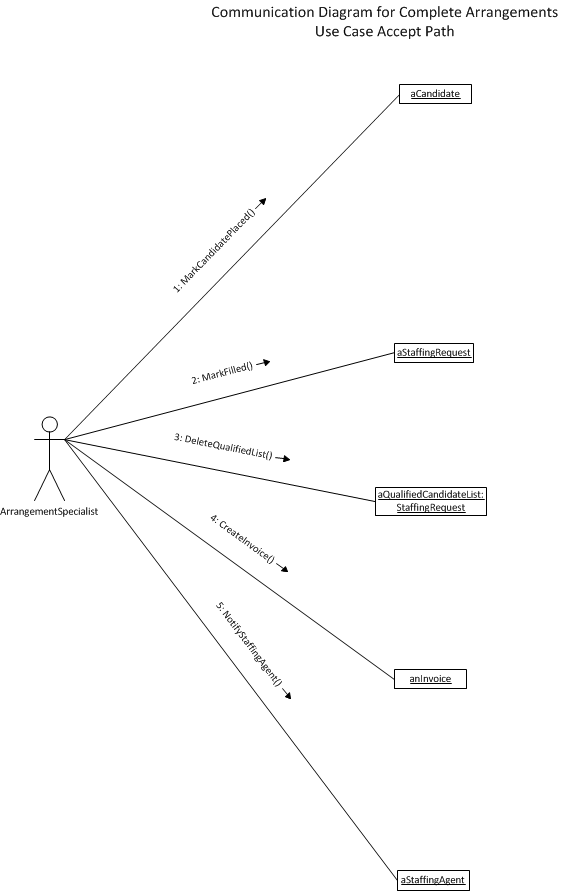 Communication Diagram for Complete Arrangements
Use Case Accept Path
aCandidate
1: MarkCandidatePlaced()
aStaffingRequest
2: MarkFilled()
3: DeleteQualifiedList()
aQualifiedCandidateList:
StaffingRequest
ArrangementSpecialist
4: CreateInvoice()
5: NotifyStaffingAgent()
anInvoice
aStaffingAgent